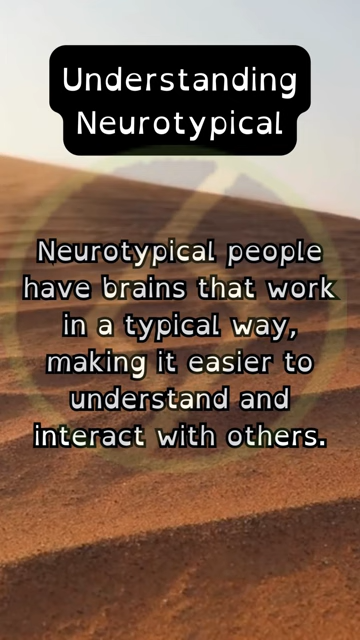 Understanding
Neurotypical
Neurotypical people
have brains that work
in a typical way,
making it easier to
understand and
interact with others.